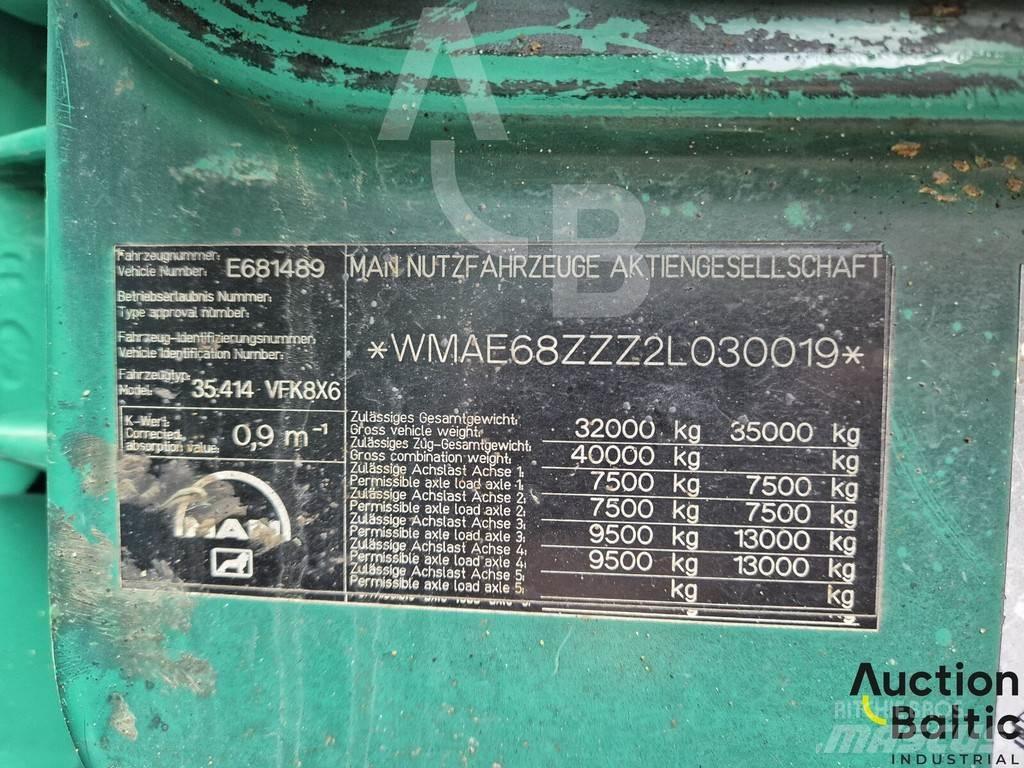 A
B
Fahrzeugnummer:
Vehicle Number: E681489
Betriebserlaubnis Nummer:
Type approval number:
Fahrzeug-Identifizierungsnummer:
Vehicle Identification Number:
Fahrzeugtyp:
Model: 35.414 VFK8X6
K-Wert:
Corrected
absorption value: 0,9 m⁻¹
MAN
MAN NUTZFAHRZEUGE AKTIENGESELLSCHAFT
*WMAE68ZZZ2L030019*
Zulässiges Gesamtgewicht:
Gross vehicle weight: 32000 kg 35000 kg
Zulässiges Züg-Gesamtgewicht:
Gross combination weight: 40000 kg kg
Zulässige Achslast Achse 1:
Permissible axle load axle 1: 7500 kg 7500 kg
Zulässige Achslast Achse 2:
Permissible axle load axle 2: 7500 kg 7500 kg
Zulässige Achslast Achse 3:
Permissible axle load axle 3: 9500 kg 13000 kg
Zulässige Achslast Achse 4:
Permissible axle load axle 4: 9500 kg 13000 kg
Zulässige Achslast Achse 5:
Permissible axle load axle 5: kg kg
Auction
Baltic
INDUSTRIAL
RITCHIE BROS
MASCUS